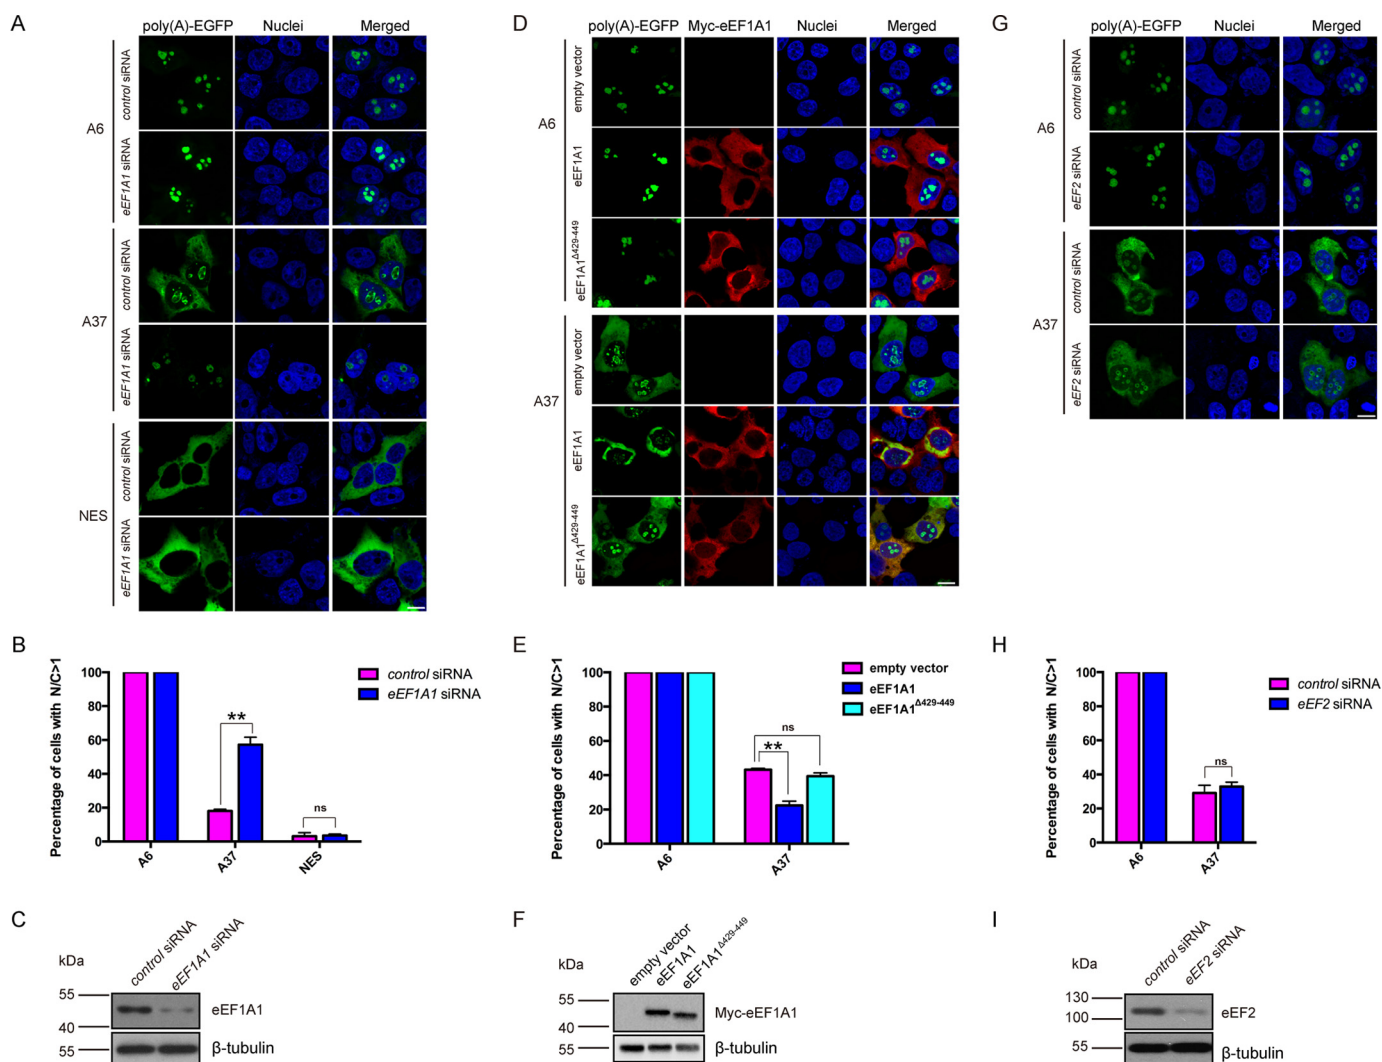 A
poly(A)-EGFP Nuclei Merged
A6
control siRNA
eEF1A1 siRNA
A37
control siRNA
eEF1A1 siRNA
NES
control siRNA
eEF1A1 siRNA
D
poly(A)-EGFP Myc-eEF1A1 Nuclei Merged
A6
empty vector
eEF1A1
eEF1A1Δ429-449
A37
empty vector
eEF1A1
eEF1A1Δ429-449
G
poly(A)-EGFP Nuclei Merged
A6
control siRNA
eEF2 siRNA
A37
control siRNA
eEF2 siRNA
B
Percentage of cells with N/C>1
100
80
60
40
20
0
**
ns
A6 A37 NES
control siRNA
eEF1A1 siRNA
E
Percentage of cells with N/C>1
100
80
60
40
20
0
ns
**
A6 A37
empty vector
eEF1A1
eEF1A1Δ429-449
H
Percentage of cells with N/C>1
100
80
60
40
20
0
ns
A6 A37
control siRNA
eEF2 siRNA
C
control siRNA
eEF1A1 siRNA
kDa
55
40
eEF1A1
55
β-tubulin
F
empty vector
eEF1A1
eEF1A1Δ429-449
kDa
55
40
Myc-eEF1A1
55
β-tubulin
I
control siRNA
eEF2 siRNA
kDa
130
100
eEF2
55
β-tubulin